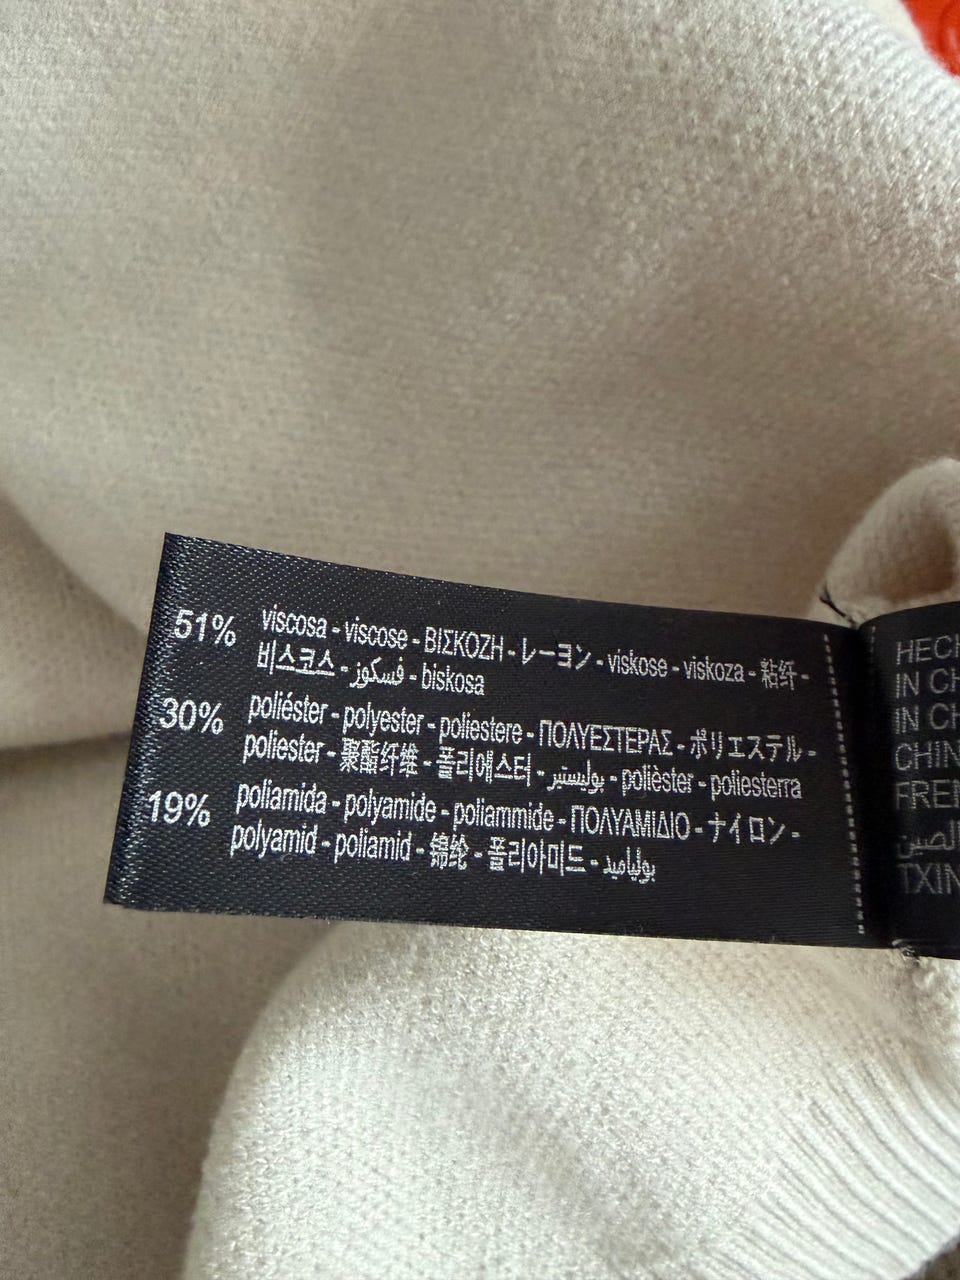 51% viscosa - viscose - ΒΙΣΚΟΖΗ - レーヨン - viskose - viskoza - 粘纤 -
비스코스 - فسكوز - biskosa
30% poliéster - polyester - poliestere - ΠΟΛΥΕΣΤΕΡΑΣ - ポリエステル -
poliester - 聚酯纤维 - 폴리에스터 - بوليستير - polièster - poliesterra
19% poliamida - polyamide - poliammide - ΠΟΛΥΑΜΙΔΙΟ - ナイロン -
polyamid - poliamid - 锦纶 - 폴리아미드 - بولياميد
HECH
IN CH
IN CH
CHIN
FREM
الصين
TXIN